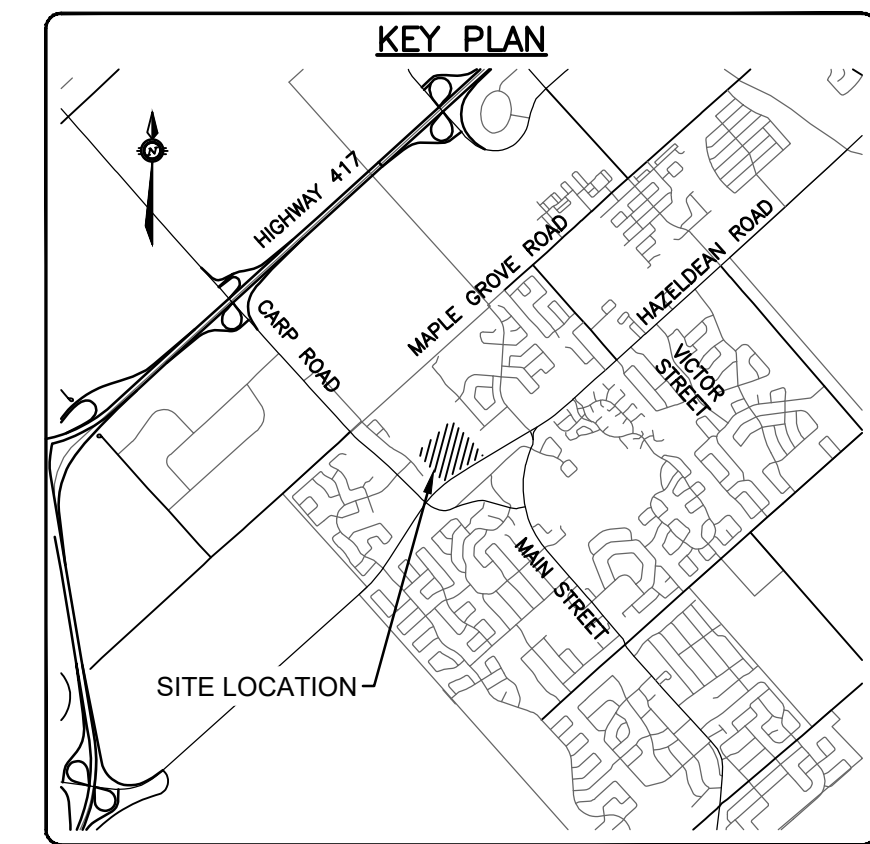 KEY PLAN
N
HIGHWAY 417
MAPLE GROVE ROAD
HAZELDEAN ROAD
CARP ROAD
VICTOR
STREET
MAIN STREET
SITE LOCATION